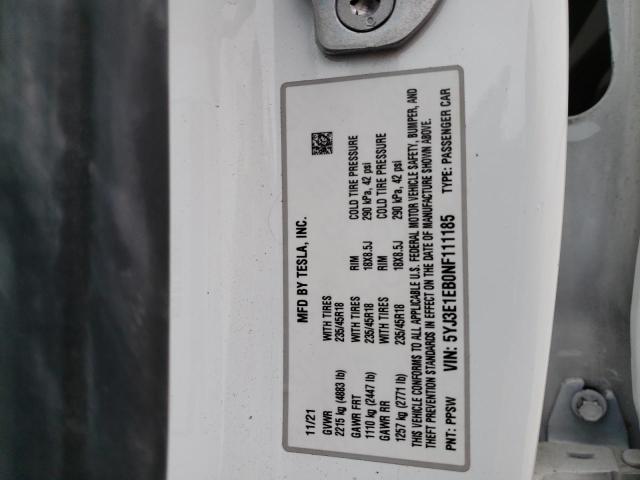 MFD BY TESLA, INC.
11/21
GVWR WITH TIRES RIM COLD TIRE PRESSURE
2215 kg (4883 lb) 235/45R18 18X8.5J 290 kPa, 42 psi
GAWR FRT WITH TIRES RIM COLD TIRE PRESSURE
1110 kg (2447 lb) 235/45R18 18X8.5J 290 kPa, 42 psi
GAWR RR WITH TIRES
1257 kg (2771 lb) 235/45R18
THIS VEHICLE CONFORMS TO ALL APPLICABLE U.S. FEDERAL MOTOR VEHICLE SAFETY, BUMPER, AND
THEFT PREVENTION STANDARDS IN EFFECT ON THE DATE OF MANUFACTURE SHOWN ABOVE.
VIN: 5YJ3E1EB0NF111185 TYPE: PASSENGER CAR
PNT: PPSW